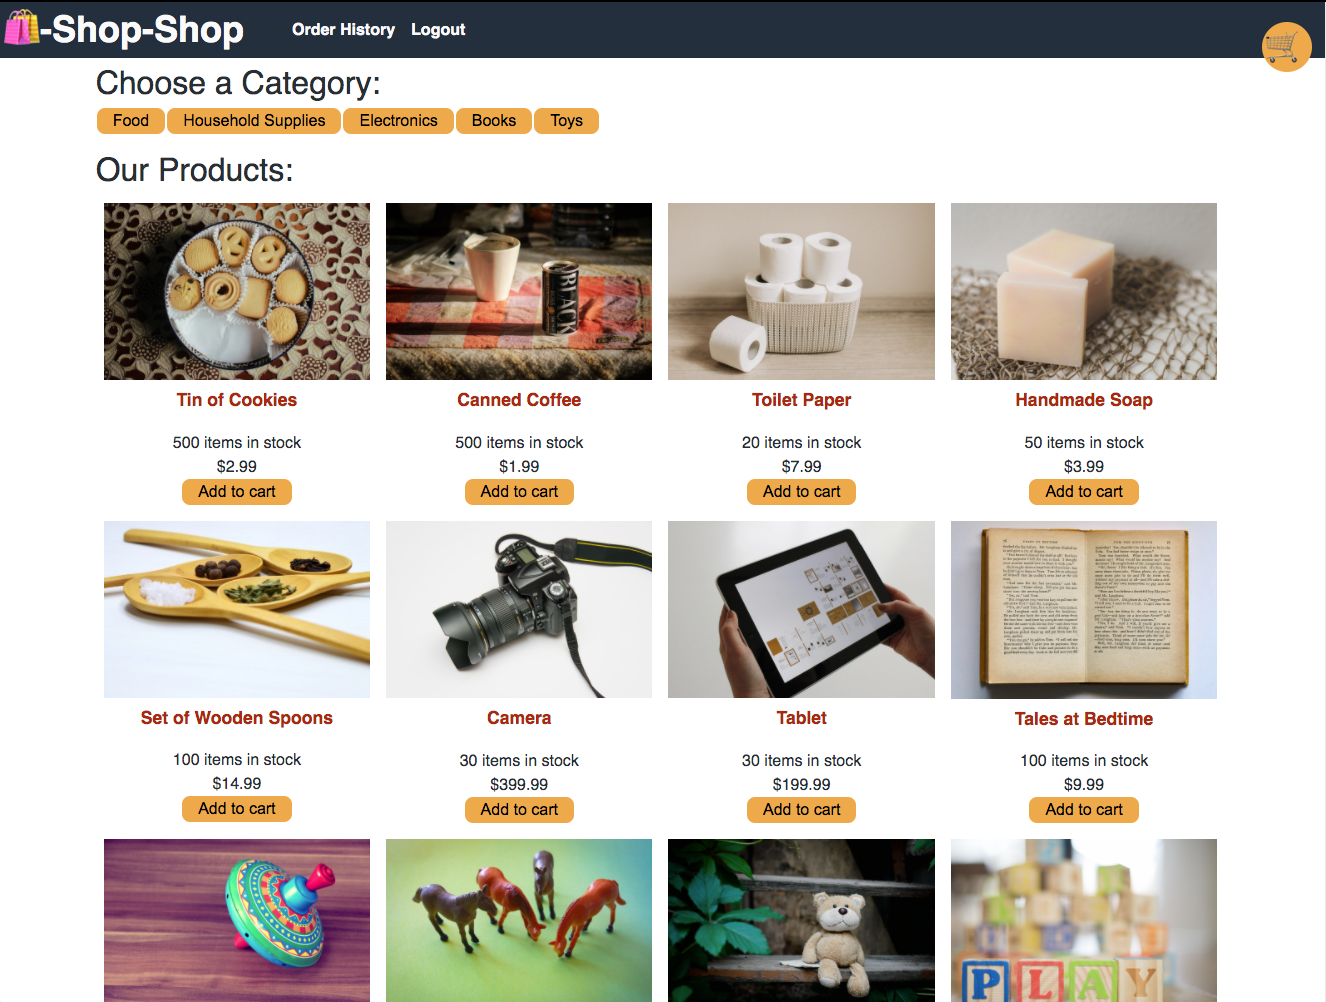 -Shop-Shop
Order History Logout
Choose a Category:
Food Household Supplies Electronics Books Toys
Our Products:
BLACK
Tin of Cookies Canned Coffee Toilet Paper Handmade Soap
500 items in stock 500 items in stock 20 items in stock 50 items in stock
$2.99 $1.99 $7.99 $3.99
Add to cart Add to cart Add to cart Add to cart
Set of Wooden Spoons Camera Tablet Tales at Bedtime
100 items in stock 30 items in stock 30 items in stock 100 items in stock
$14.99 $399.99 $199.99 $9.99
Add to cart Add to cart Add to cart Add to cart
PLAY